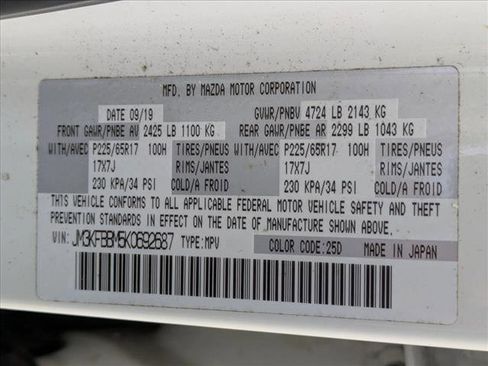 MFD. BY MAZDA MOTOR CORPORATION
DATE 09/19 GVWR/PNBV 4724 LB 2143 KG
FRONT GAWR/PNBE AV 2425 LB 1100 KG REAR GAWR/PNBE AR 2299 LB 1043 KG
WITH/AVEC P225/65R17 100H TIRES/PNEUS WITH/AVEC P225/65R17 100H TIRES/PNEUS
17X7J RIMS/JANTES 17X7J RIMS/JANTES
230 KPA/34 PSI COLD/A FROID 230 KPA/34 PSI COLD/A FROID
THIS VEHICLE CONFORMS TO ALL APPLICABLE FEDERAL MOTOR VEHICLE SAFETY AND THEFT
PREVENTION STANDARDS IN EFFECT ON THE DATE OF MANUFACTURE SHOWN ABOVE.
VIN: JM3KFBBM5K0692687 TYPE:MPV COLOR CODE:25D MADE IN JAPAN